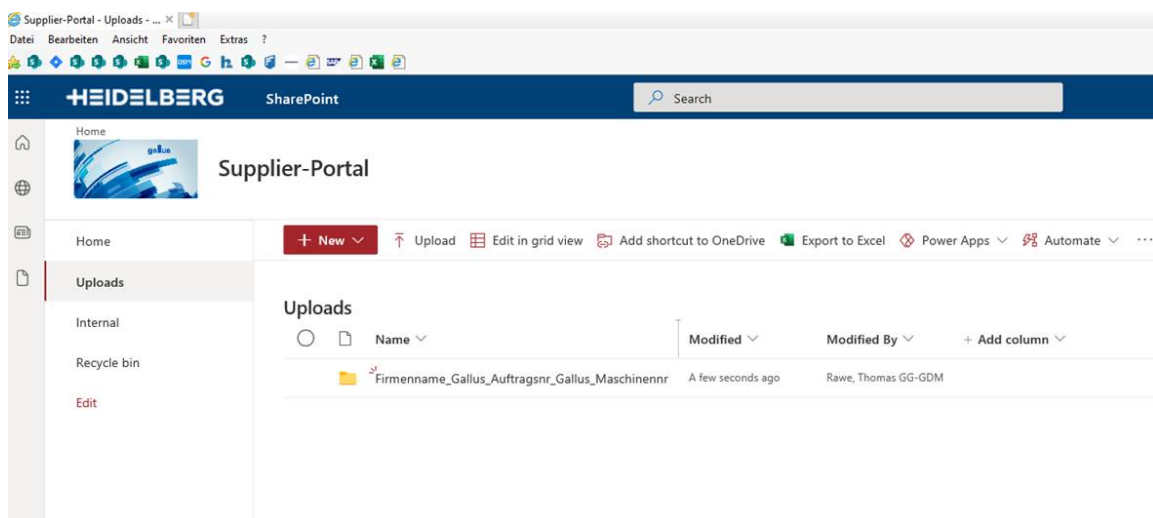 Supplier-Portal - Uploads - ...
Datei Bearbeiten Ansicht Favoriten Extras ?
HEIDELBERG SharePoint Search
Home
gallus
Supplier-Portal
Home
Uploads
Internal
Recycle bin
Edit
+ New Upload Edit in grid view Add shortcut to OneDrive Export to Excel Power Apps Automate ...
Uploads
Name Modified Modified By + Add column
Firmenname_Gallus_Auftragsnr_Gallus_Maschinennr A few seconds ago Rawe, Thomas GG-GDM